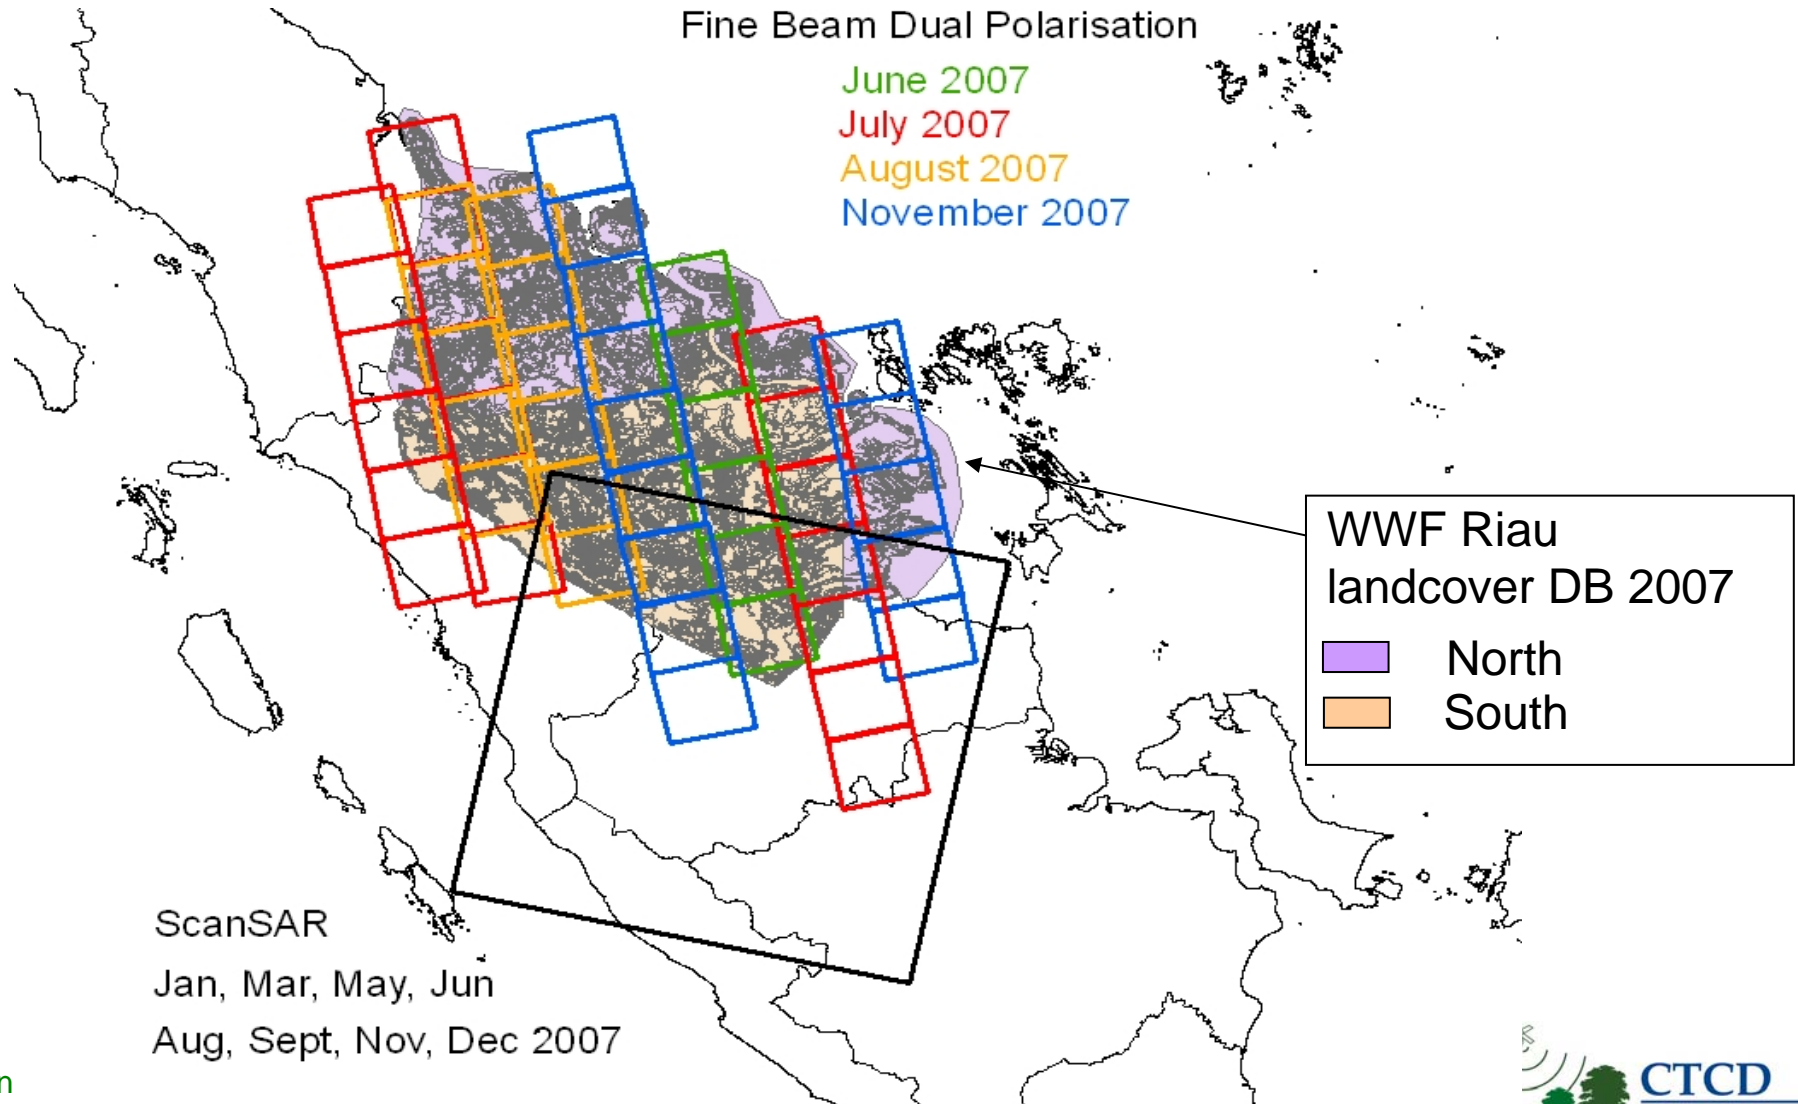 Fine Beam Dual Polarisation
June 2007
July 2007
August 2007
November 2007
WWF Riau
landcover DB 2007
North
South
ScanSAR
Jan, Mar, May, Jun
Aug, Sept, Nov, Dec 2007
n
CTCD